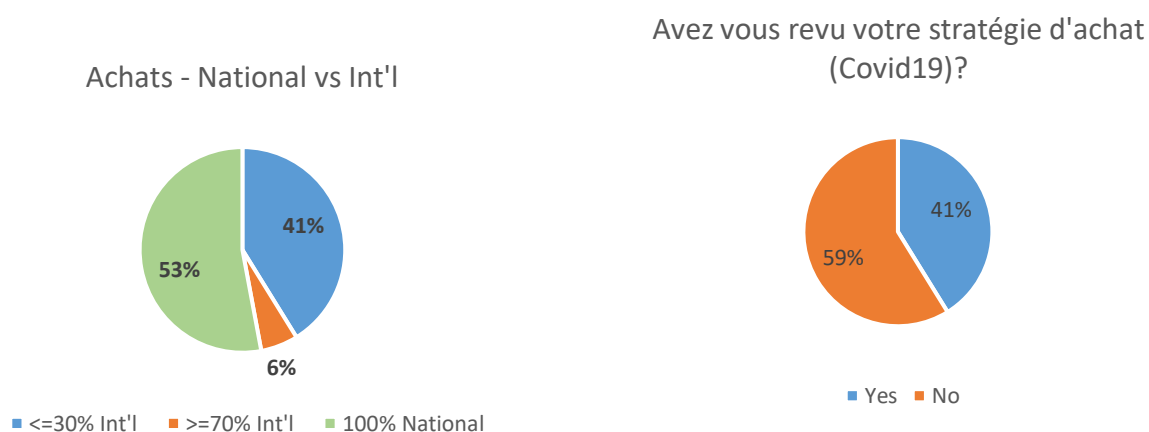 Achats - National vs Int'l
41%
53%
6%
<=30% Int'l >=70% Int'l 100% National
Avez vous revu votre stratégie d'achat
(Covid19)?
41%
59%
Yes No